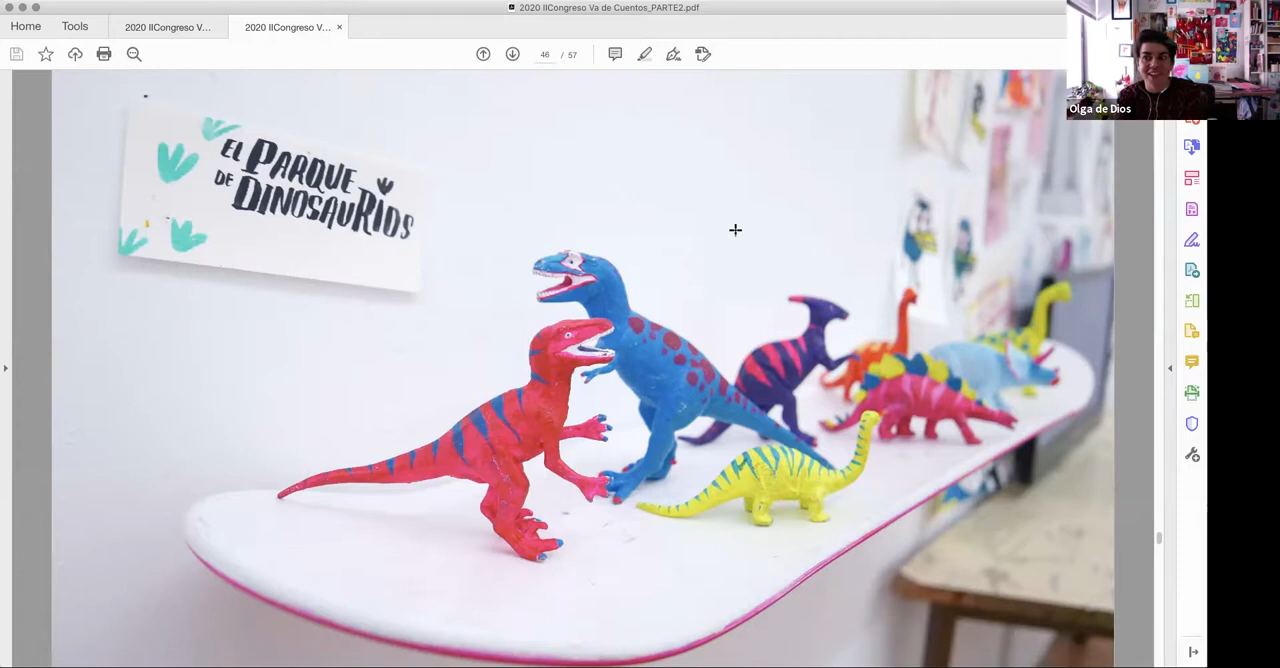 2020 IICongreso Va de Cuentos_PARTE2.pdf
Home
Tools
2020 IICongreso V...
2020 IICongreso V...
46 / 57
Olga de Dios
EL PARQUE
DE DINOSAURIOS